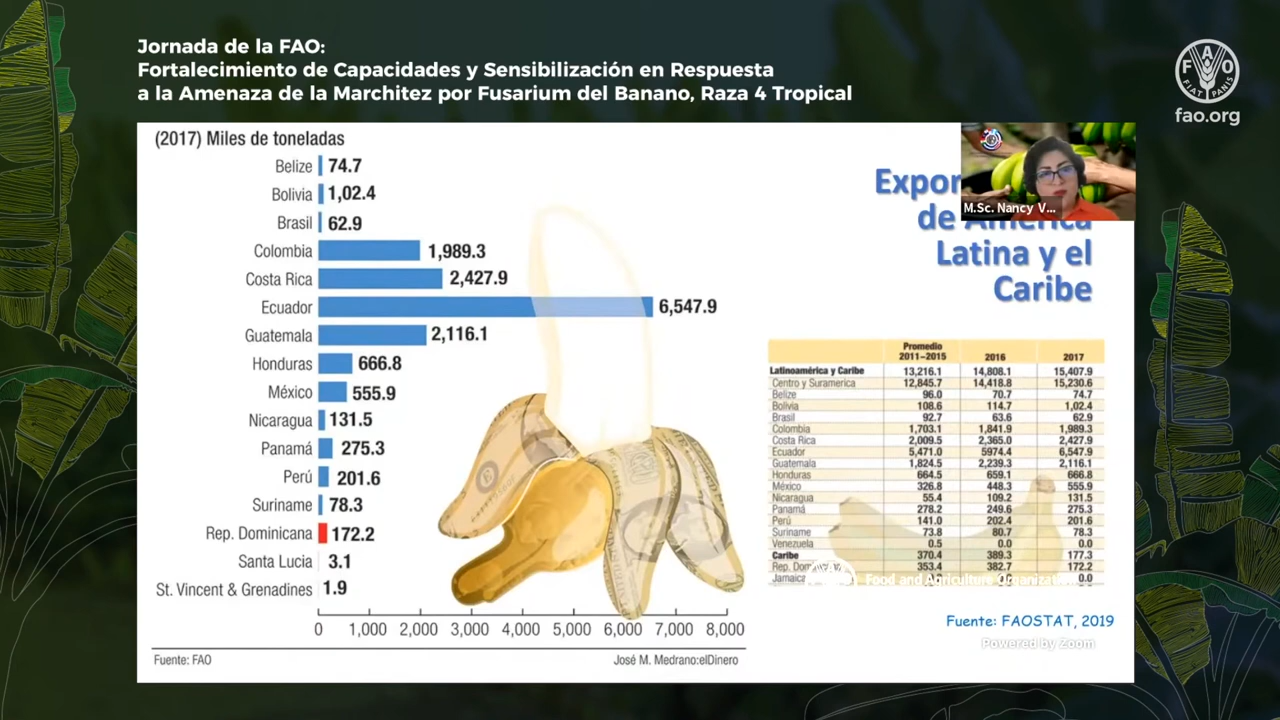 Jornada de la FAO:
Fortalecimiento de Capacidades y Sensibilización en Respuesta
a la Amenaza de la Marchitez por Fusarium del Banano, Raza 4 Tropical
FAO
FIAT PANIS
fao.org
(2017) Miles de toneladas
Belize 74.7
Bolivia 1,02.4
Brasil 62.9
Colombia 1,989.3
Costa Rica 2,427.9
Ecuador 6,547.9
Guatemala 2,116.1
Honduras 666.8
México 555.9
Nicaragua 131.5
Panamá 275.3
Perú 201.6
Suriname 78.3
Rep. Dominicana 172.2
Santa Lucia 3.1
St. Vincent & Grenadines 1.9
0 1,000 2,000 3,000 4,000 5,000 6,000 7,000 8,000
Fuente: FAO
José M. Medrano:elDinero
Expor
de América
Latina y el
Caribe
M.Sc. Nancy V...
Promedio
2011-2015 2016 2017
Latinoamérica y Caribe 13,216.1 14,808.1 15,407.9
Centro y Suramerica 12,845.7 14,418.8 15,230.6
Belize 96.0 70.7 74.7
Bolivia 108.6 114.7 1,02.4
Brasil 92.7 63.6 62.9
Colombia 1,703.1 1,841.9 1,989.3
Costa Rica 2,009.5 2,365.0 2,427.9
Ecuador 5,471.0 5974.4 6,547.9
Guatemala 1,824.5 2,239.3 2,116.1
Honduras 664.5 659.1 666.8
México 326.8 448.3 555.9
Nicaragua 55.4 109.2 131.5
Panamá 278.2 249.6 275.3
Perú 141.0 202.4 201.6
Suriname 73.8 80.7 78.3
Venezuela 0.5 0.0 0.0
Caribe 370.4 389.3 177.3
Rep. Dominicana 353.4 382.7 172.2
Jamaica 0.0
Food and Agriculture Organization
Fuente: FAOSTAT, 2019
Powered by Zoom